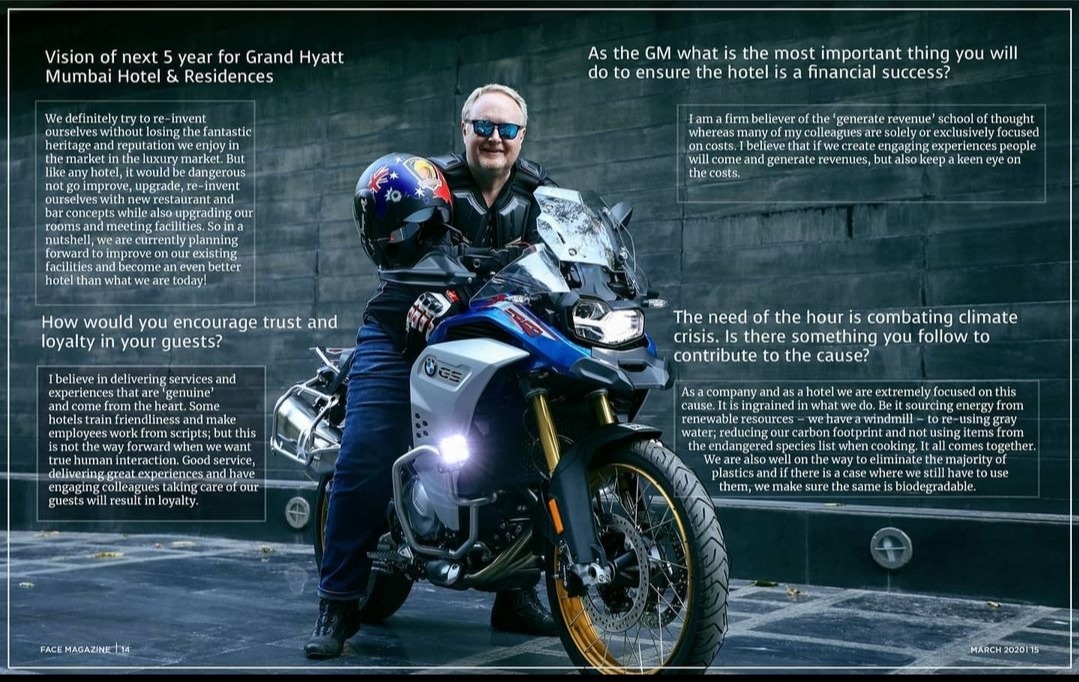 Vision of next 5 year for Grand Hyatt
Mumbai Hotel & Residences
We definitely try to re-invent
ourselves without losing the fantastic
heritage and reputation we enjoy in
the market in the luxury market. But
like any hotel, it would be dangerous
not go improve, upgrade, re-invent
ourselves with new restaurant and
bar concepts while also upgrading our
rooms and meeting facilities. So in a
nutshell, we are currently planning
forward to improve on our existing
facilities and become an even better
hotel than what we are today!
How would you encourage trust and
loyalty in your guests?
I believe in delivering services and
experiences that are ‘genuine’
and come from the heart. Some
hotels train friendliness and make
employees work from scripts; but this
is not the way forward when we want
true human interaction. Good service,
delivering great experiences and have
engaging colleagues taking care of our
guests will result in loyalty.
As the GM what is the most important thing you will
do to ensure the hotel is a financial success?
I am a firm believer of the ‘generate revenue’ school of thought
whereas many of my colleagues are solely or exclusively focused
on costs. I believe that if we create engaging experiences people
will come and generate revenues, but also keep a keen eye on
the costs.
The need of the hour is combating climate
crisis. Is there something you follow to
contribute to the cause?
As a company and as a hotel we are extremely focused on this
cause. It is ingrained in what we do. Be it sourcing energy from
renewable resources – we have a windmill – to re-using gray
water; reducing our carbon footprint and not using items from
the endangered species list when cooking. It all comes together.
We are also well on the way to eliminate the majority of
plastics and if there is a case where we still have to use
them, we make sure the same is biodegradable.
GS
FACE MAGAZINE | 14
MARCH 2020 | 15